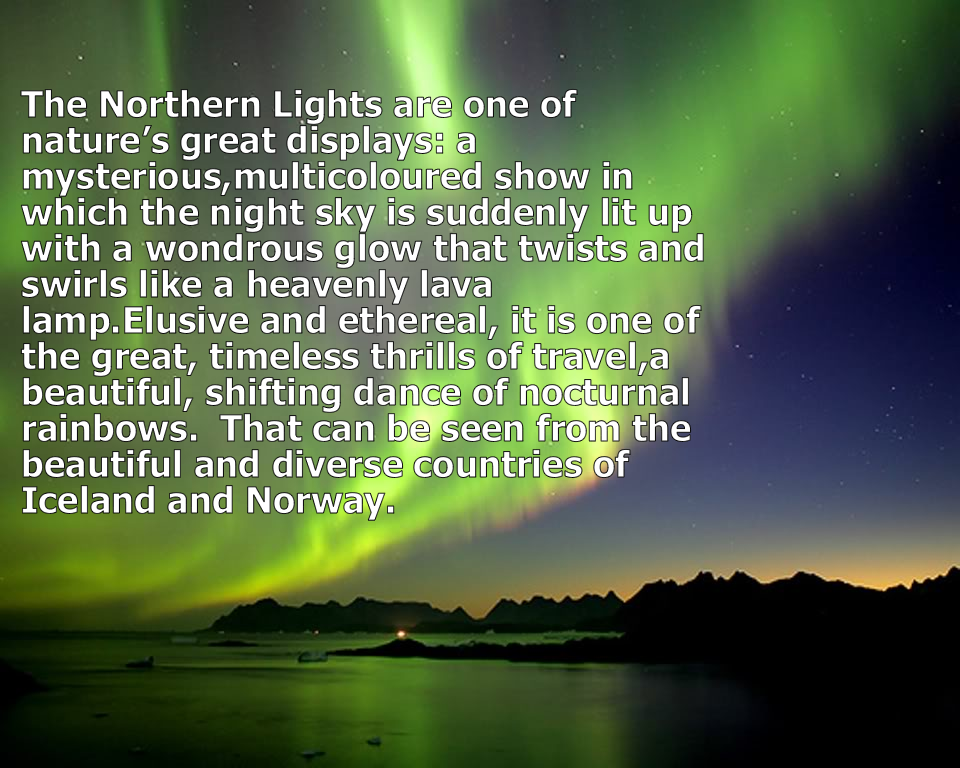 The Northern Lights are one of
nature’s great displays: a
mysterious,multicoloured show in
which the night sky is suddenly lit up
with a wondrous glow that twists and
swirls like a heavenly lava
lamp.Elusive and ethereal, it is one of
the great, timeless thrills of travel,a
beautiful, shifting dance of nocturnal
rainbows.  That can be seen from the
beautiful and diverse countries of
Iceland and Norway.